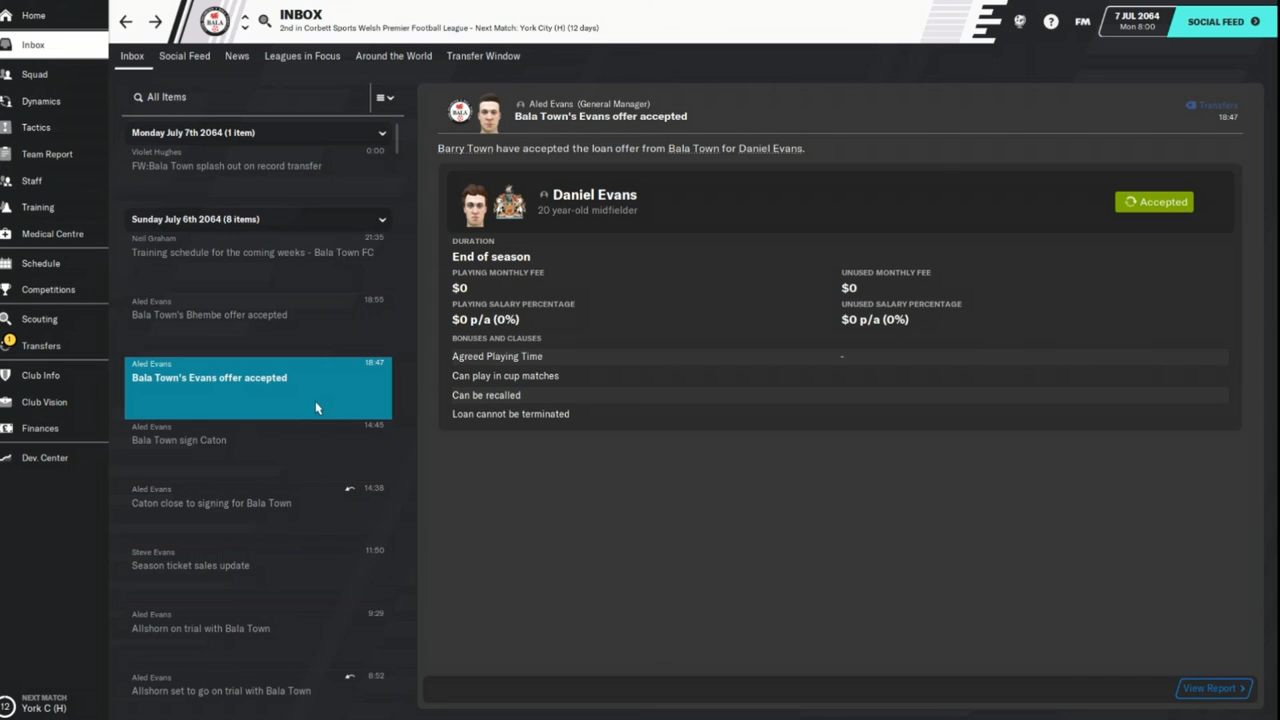 Home
Inbox
Squad
Dynamics
Tactics
Team Report
Staff
Training
Medical Centre
Schedule
Competitions
Scouting
1
Transfers
Club Info
Club Vision
Finances
Dev. Center
12
NEXT MATCH
York C (H)
BALA
INBOX
2nd in Corbett Sports Welsh Premier Football League - Next Match: York City (H) (12 days)
?
FM
7 JUL 2064
Mon 8:00
SOCIAL FEED
Inbox Social Feed News Leagues in Focus Around the World Transfer Window
All Items
Monday July 7th 2064 (1 item)
Violet Hughes 0:00
FW:Bala Town splash out on record transfer
Sunday July 6th 2064 (8 items)
Neil Graham 21:35
Training schedule for the coming weeks - Bala Town FC
Aled Evans 18:55
Bala Town's Bhembe offer accepted
Aled Evans 18:47
Bala Town's Evans offer accepted
Aled Evans 14:45
Bala Town sign Caton
Aled Evans 14:38
Caton close to signing for Bala Town
Steve Evans 11:50
Season ticket sales update
Aled Evans 9:29
Allshorn on trial with Bala Town
Aled Evans 8:52
Allshorn set to go on trial with Bala Town
BALA
Aled Evans (General Manager)
Bala Town's Evans offer accepted
Transfers
18:47
Barry Town have accepted the loan offer from Bala Town for Daniel Evans.
Daniel Evans
20 year-old midfielder
Accepted
DURATION
End of season
PLAYING MONTHLY FEE UNUSED MONTHLY FEE
$0 $0
PLAYING SALARY PERCENTAGE UNUSED SALARY PERCENTAGE
$0 p/a (0%) $0 p/a (0%)
BONUSES AND CLAUSES
Agreed Playing Time -
Can play in cup matches
Can be recalled
Loan cannot be terminated
View Report >